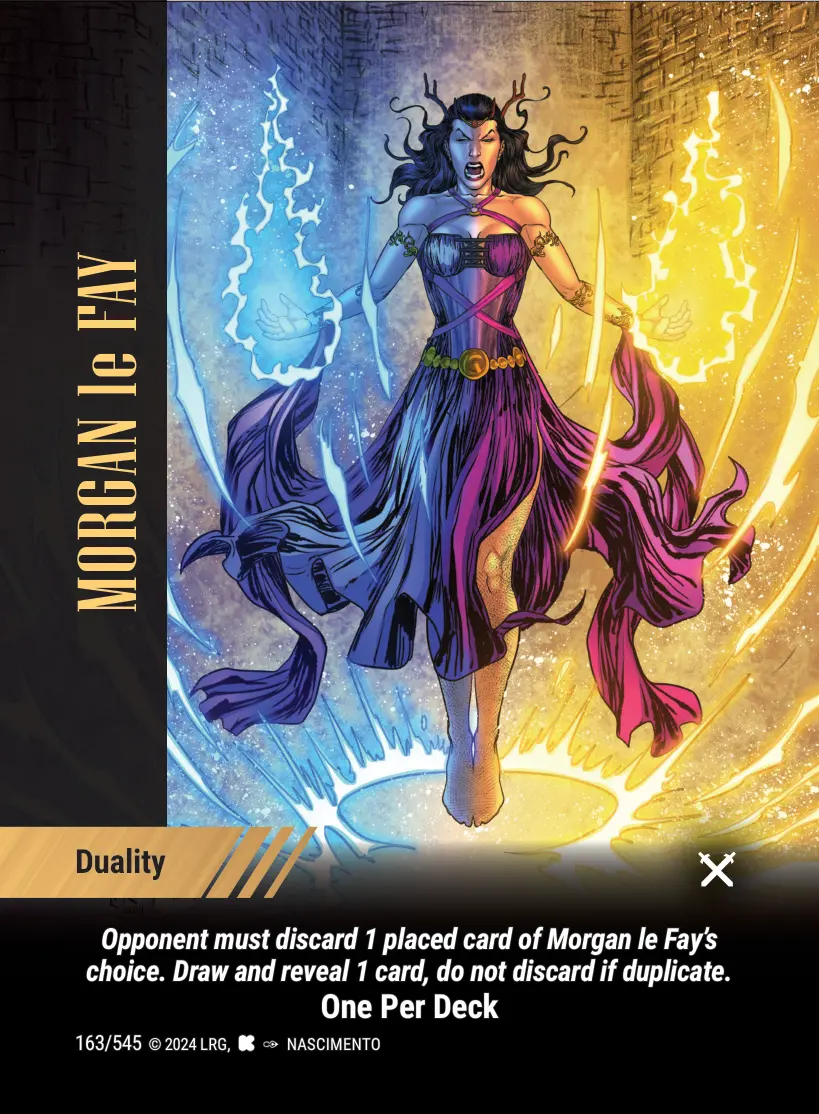 MORGAN le FAY
Duality
Opponent must discard 1 placed card of Morgan le Fay's
choice. Draw and reveal 1 card, do not discard if duplicate.
One Per Deck
163/545 © 2024 LRG, NASCIMENTO